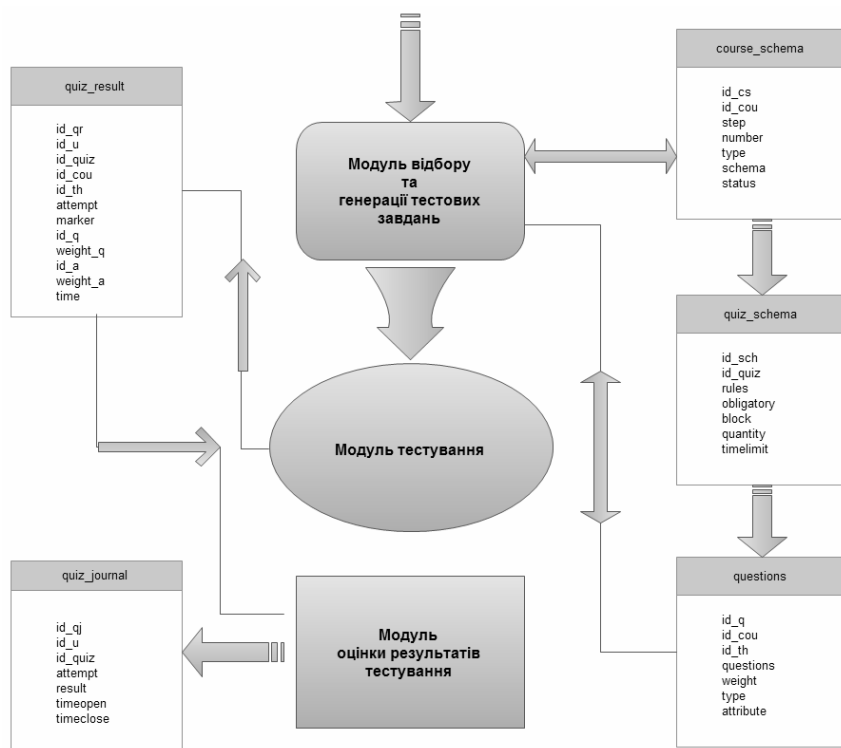 quiz_result
id_qr
id_u
id_quiz
id_cou
id_th
attempt
marker
id_q
weight_q
id_a
weight_a
time
Модуль відбору
та
генерації тестових
завдань
course_schema
id_cs
id_cou
step
number
type
schema
status
quiz_schema
id_sch
id_quiz
rules
obligatory
block
quantity
timelimit
Модуль тестування
quiz_journal
id_qj
id_u
id_quiz
attempt
result
timeopen
timeclose
Модуль
оцінки результатів
тестування
questions
id_q
id_cou
id_th
questions
weight
type
attribute